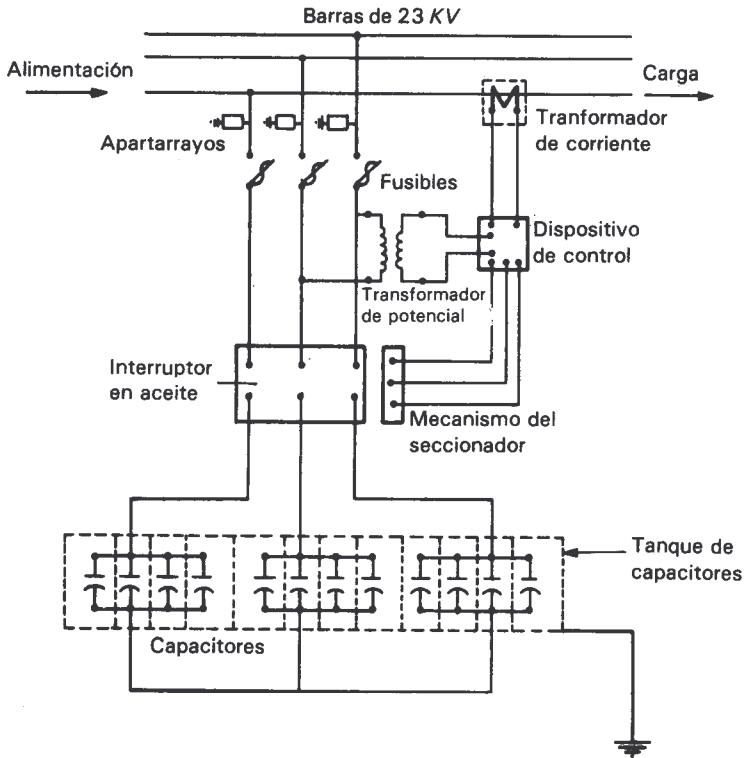 Barras de 23 KV
Alimentación
Carga
Tranformador
de corriente
Apartarrayos
Fusibles
Dispositivo
de control
Transformador
de potencial
Interruptor
en aceite
Mecanismo del
seccionador
Tanque de
capacitores
Capacitores